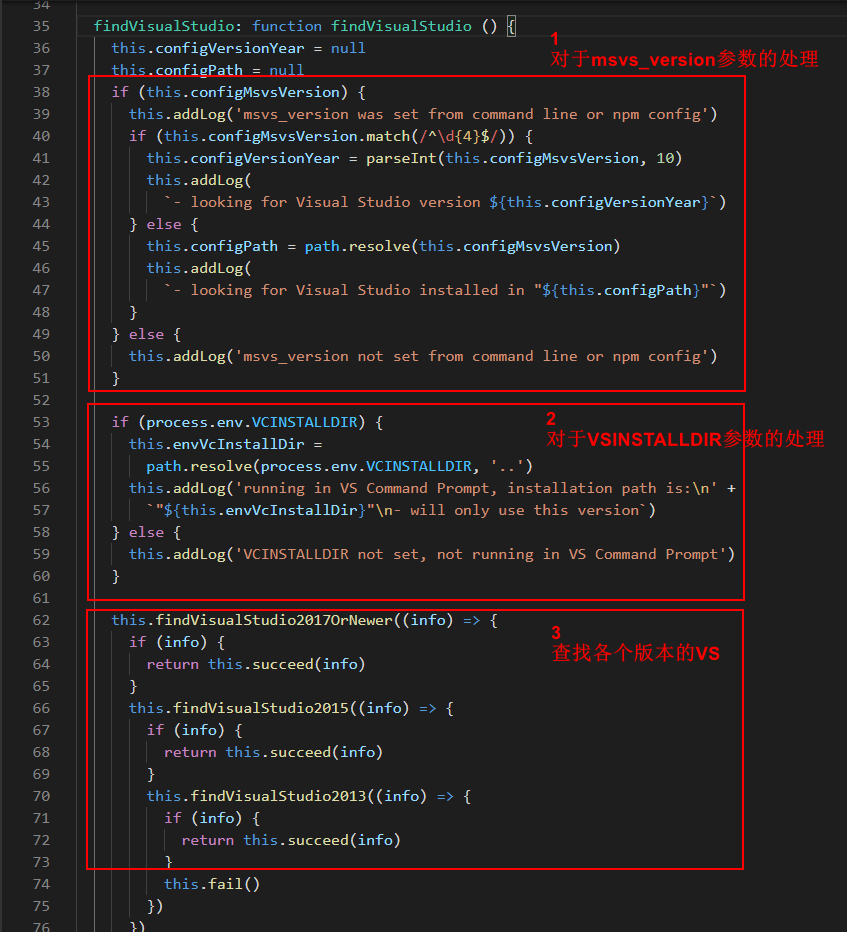 34
35 findVisualStudio: function findVisualStudio () {
36 this.configVersionYear = null
1
对于msvs_version参数的处理
37 this.configPath = null
38 if (this.configMsvsVersion) {
39 this.addLog('msvs_version was set from command line or npm config')
40 if (this.configMsvsVersion.match(/^\d{4}$/)) {
41 this.configVersionYear = parseInt(this.configMsvsVersion, 10)
42 this.addLog(
43 `- looking for Visual Studio version ${this.configVersionYear}`)
44 } else {
45 this.configPath = path.resolve(this.configMsvsVersion)
46 this.addLog(
47 `- looking for Visual Studio installed in "${this.configPath}"`)
48 }
49 } else {
50 this.addLog('msvs_version not set from command line or npm config')
51 }
52
53 if (process.env.VCINSTALLDIR) {
2
对于VSINSTALLDIR参数的处理
54 this.envVcInstallDir =
55 path.resolve(process.env.VCINSTALLDIR, '..')
56 this.addLog('running in VS Command Prompt, installation path is:\n' +
57 `"${this.envVcInstallDir}"\n- will only use this version`)
58 } else {
59 this.addLog('VCINSTALLDIR not set, not running in VS Command Prompt')
60 }
61
62 this.findVisualStudio2017OrNewer((info) => {
3
查找各个版本的VS
63 if (info) {
64 return this.succeed(info)
65 }
66 this.findVisualStudio2015((info) => {
67 if (info) {
68 return this.succeed(info)
69 }
70 this.findVisualStudio2013((info) => {
71 if (info) {
72 return this.succeed(info)
73 }
74 this.fail()
75 })
76 })